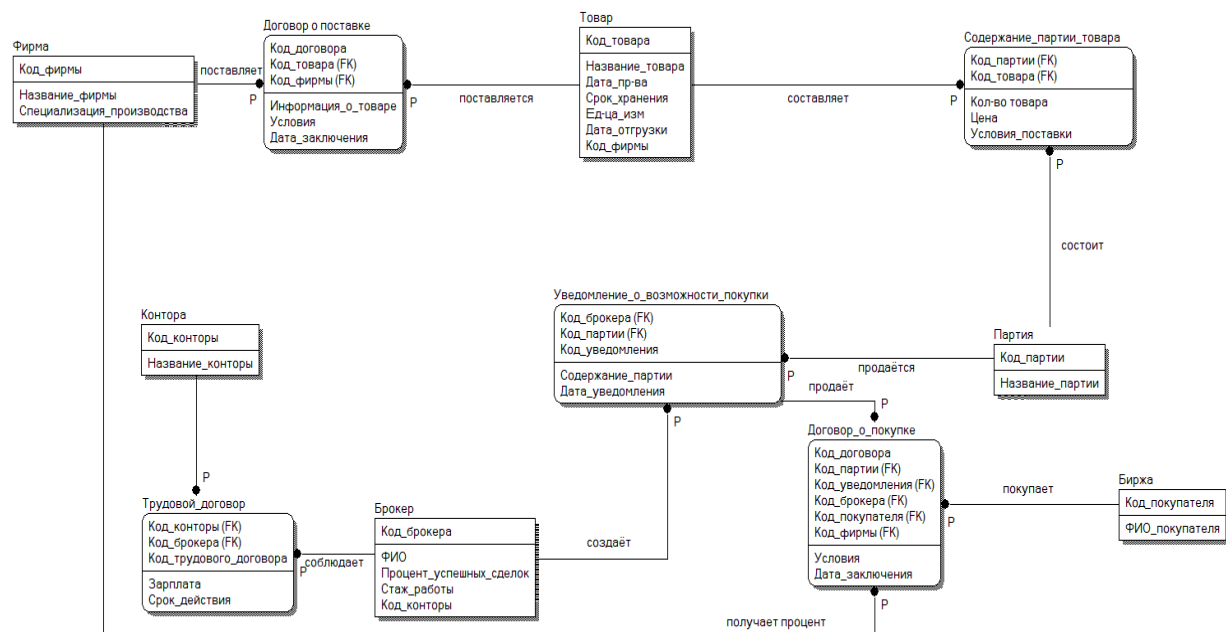 Фирма
Код_фирмы
Название_фирмы
Специализация_производства
поставляет
P
Договор о поставке
Код_договора
Код_товара (FK)
Код_фирмы (FK)
Информация_о_товаре
Условия
Дата_заключения
P
поставляется
Товар
Код_товара
Название_товара
Дата_пр-ва
Срок_хранения
Ед-ца_изм
Дата_отгрузки
Код_фирмы
составляет
P
Содержание_партии_товара
Код_партии (FK)
Код_товара (FK)
Кол-во товара
Цена
Условия_поставки
P
состоит
Контора
Код_конторы
Название_конторы
P
Уведомление_о_возможности_покупки
Код_брокера (FK)
Код_партии (FK)
Код_уведомления
Содержание_партии
Дата_уведомления
P
продаётся
P
Партия
Код_партии
Название_партии
продаёт
P
Трудовой_договор
Код_конторы (FK)
Код_брокера (FK)
Код_трудового_договора
Зарплата
Срок_действия
P
соблюдает
Брокер
Код_брокера
ФИО
Процент_успешных_сделок
Стаж_работы
Код_конторы
создаёт
Договор_о_покупке
Код_договора
Код_партии (FK)
Код_уведомления (FK)
Код_брокера (FK)
Код_покупателя (FK)
Код_фирмы (FK)
Условия
Дата_заключения
P
покупает
P
Биржа
Код_покупателя
ФИО_покупателя
получает процент